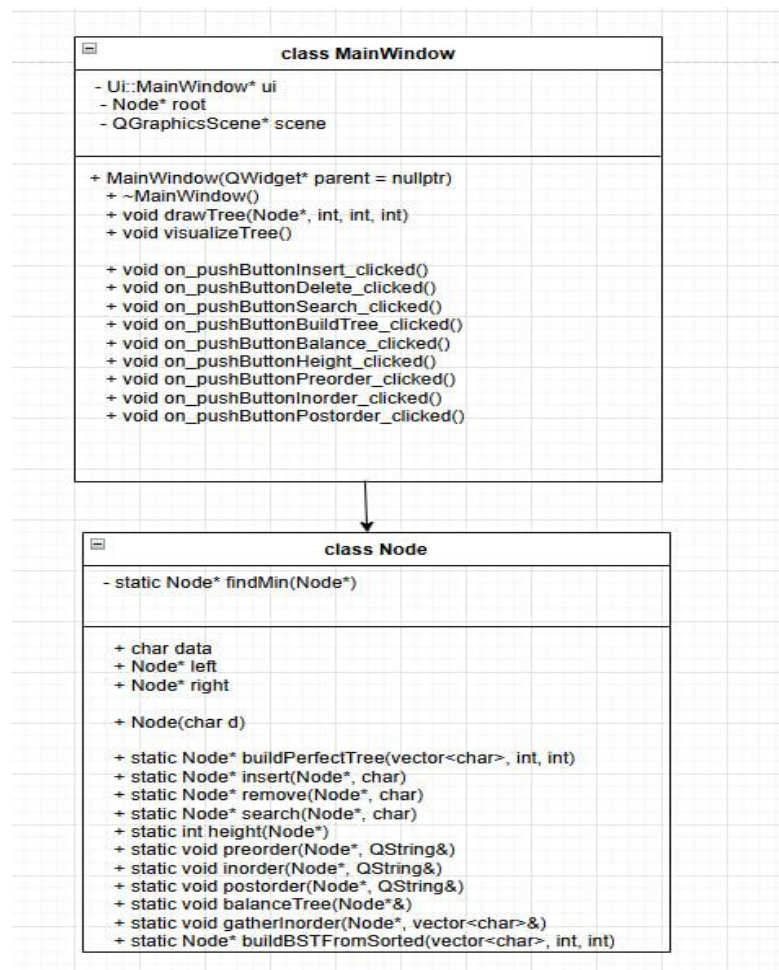 class MainWindow
- Ui::MainWindow* ui
- Node* root
- QGraphicsScene* scene
+ MainWindow(QWidget* parent = nullptr)
+ ~MainWindow()
+ void drawTree(Node*, int, int, int)
+ void visualizeTree()
+ void on_pushButtonInsert_clicked()
+ void on_pushButtonDelete_clicked()
+ void on_pushButtonSearch_clicked()
+ void on_pushButtonBuildTree_clicked()
+ void on_pushButtonBalance_clicked()
+ void on_pushButtonHeight_clicked()
+ void on_pushButtonPreorder_clicked()
+ void on_pushButtonInorder_clicked()
+ void on_pushButtonPostorder_clicked()
class Node
- static Node* findMin(Node*)
+ char data
+ Node* left
+ Node* right
+ Node(char d)
+ static Node* buildPerfectTree(vector<char>, int, int)
+ static Node* insert(Node*, char)
+ static Node* remove(Node*, char)
+ static Node* search(Node*, char)
+ static int height(Node*)
+ static void preorder(Node*, QString&)
+ static void inorder(Node*, QString&)
+ static void postorder(Node*, QString&)
+ static void balanceTree(Node*&)
+ static void gatherInorder(Node*, vector<char>&)
+ static Node* buildBSTFromSorted(vector<char>, int, int)